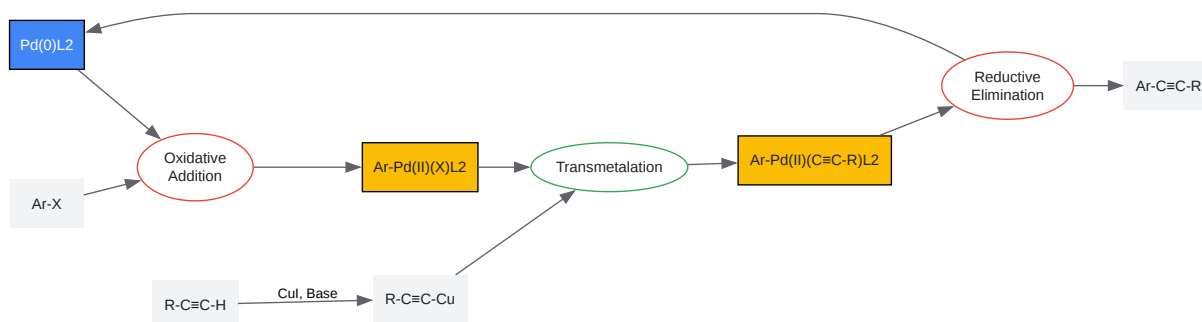 Pd(0)L2
Reductive
Elimination
Ar-C≡C-R
Oxidative
Addition
Ar-Pd(II)(X)L2
Transmetalation
Ar-Pd(II)(C≡C-R)L2
Ar-X
R-C≡C-H
CuI, Base
R-C≡C-Cu